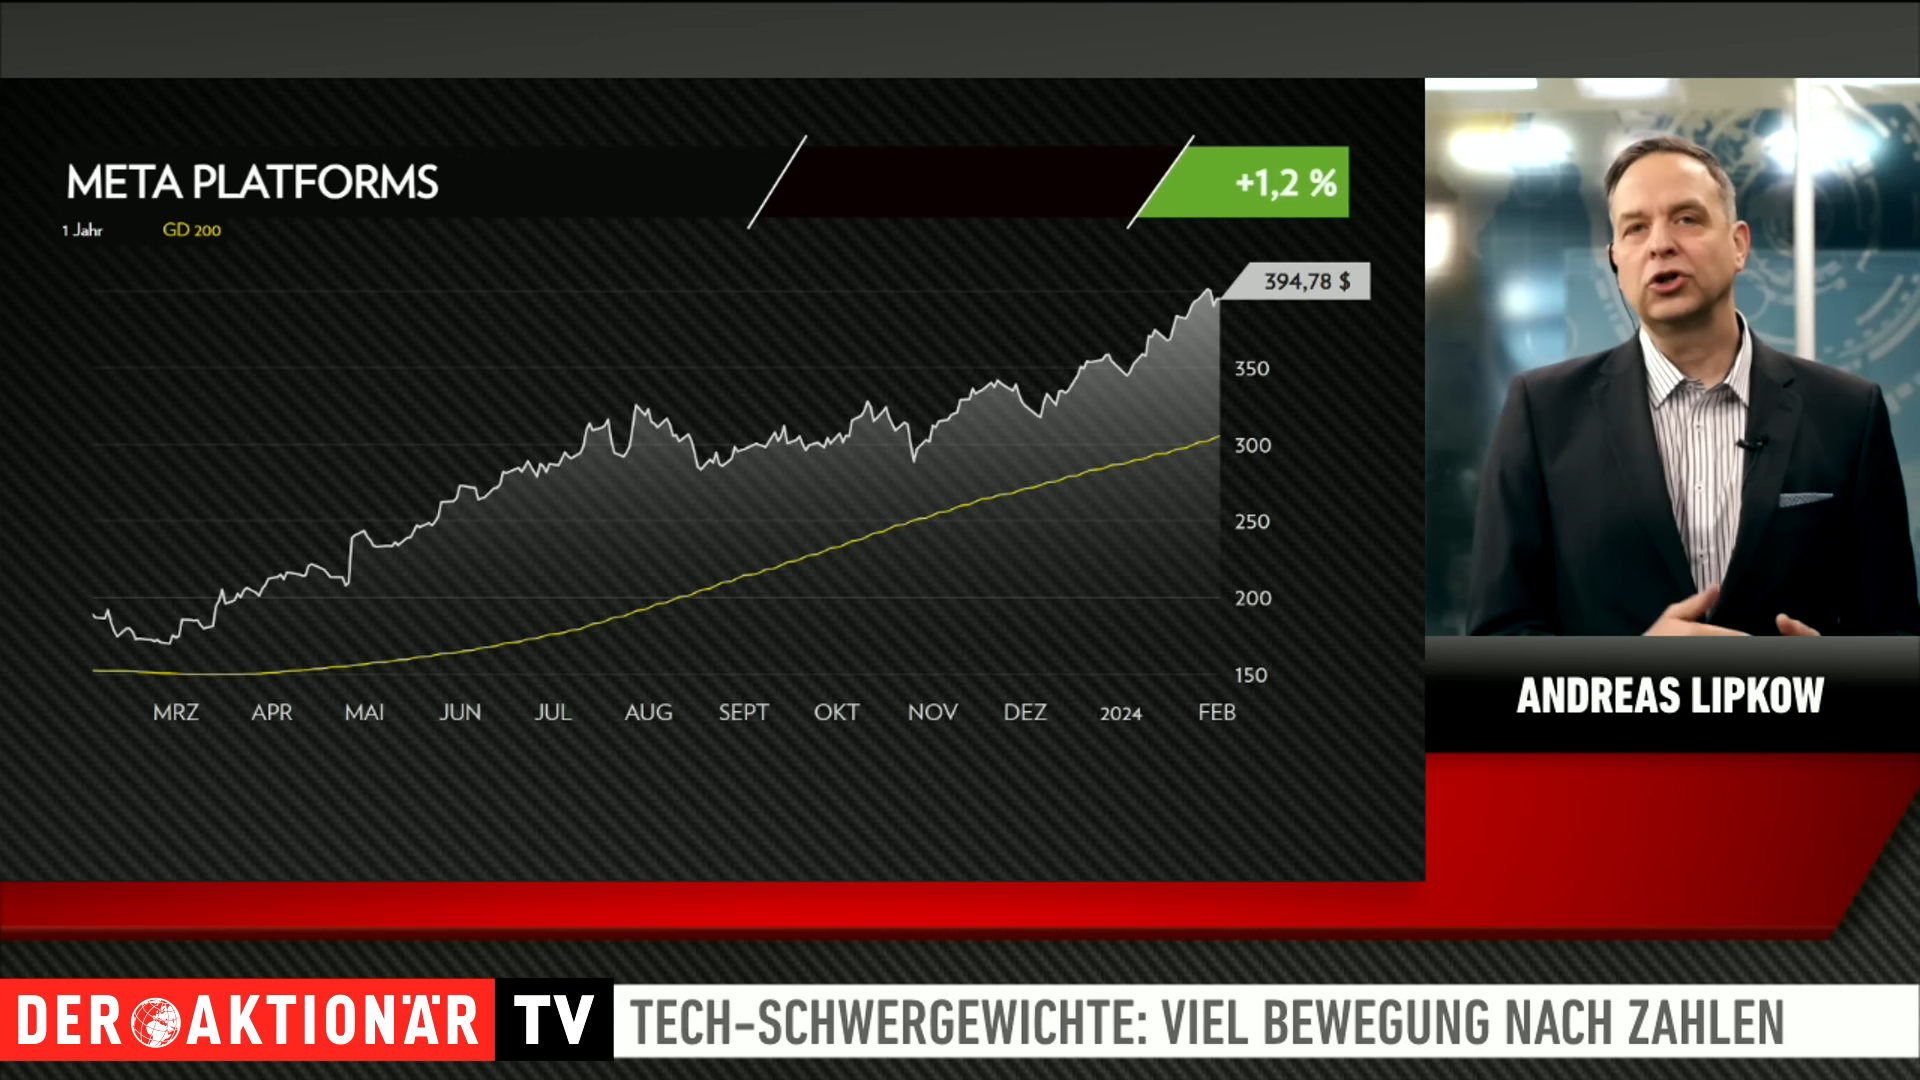 META PLATFORMS
+1,2 %
1 Jahr
GD 200
394,78 $
350
300
250
200
150
MRZ APR MAI JUN JUL AUG SEPT OKT NOV DEZ 2024 FEB
ANDREAS LIPKOW
DER AKTIONÄR TV
TECH-SCHWERGEWICHTE: VIEL BEWEGUNG NACH ZAHLEN